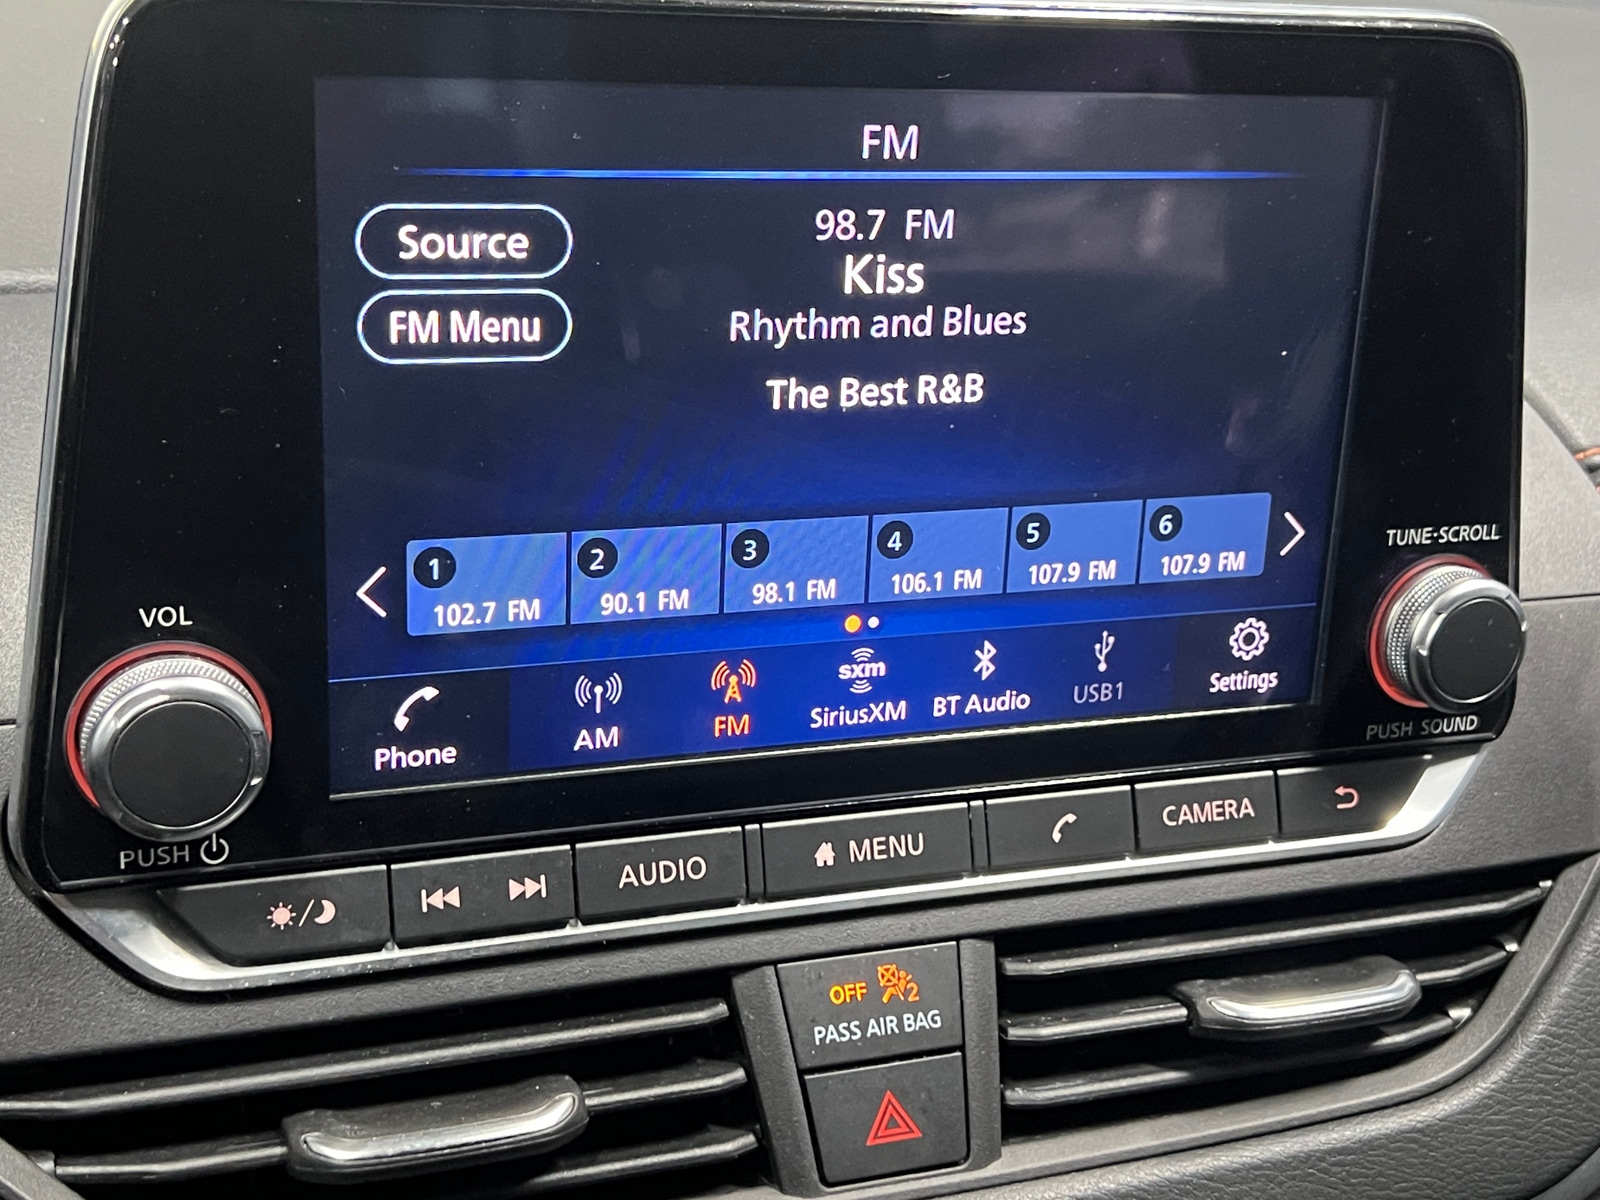 FM
Source
FM Menu
98.7 FM
Kiss
Rhythm and Blues
The Best R&B
1
102.7 FM
2
90.1 FM
3
98.1 FM
4
106.1 FM
5
107.9 FM
6
107.9 FM
Phone
AM
FM
sxm
SiriusXM
BT Audio
USB1
Settings
VOL
PUSH
TUNE·SCROLL
PUSH SOUND
AUDIO
MENU
CAMERA
OFF 2
PASS AIR BAG